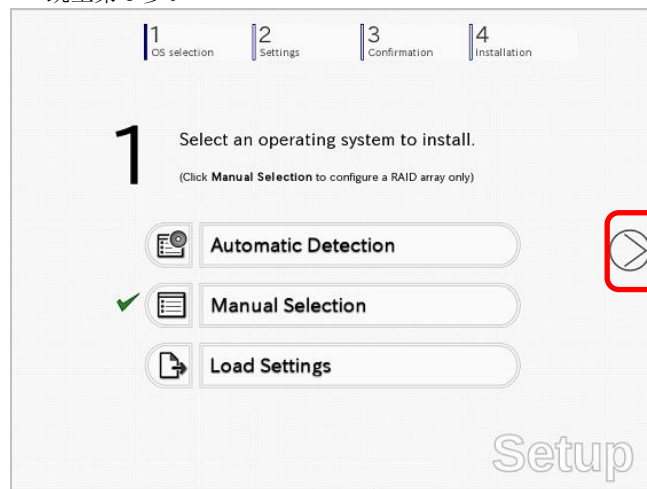 1
OS selection
2
Settings
3
Confirmation
4
Installation
1
Select an operating system to install.
(Click Manual Selection to configure a RAID array only)
Automatic Detection
Manual Selection
Load Settings
Setup